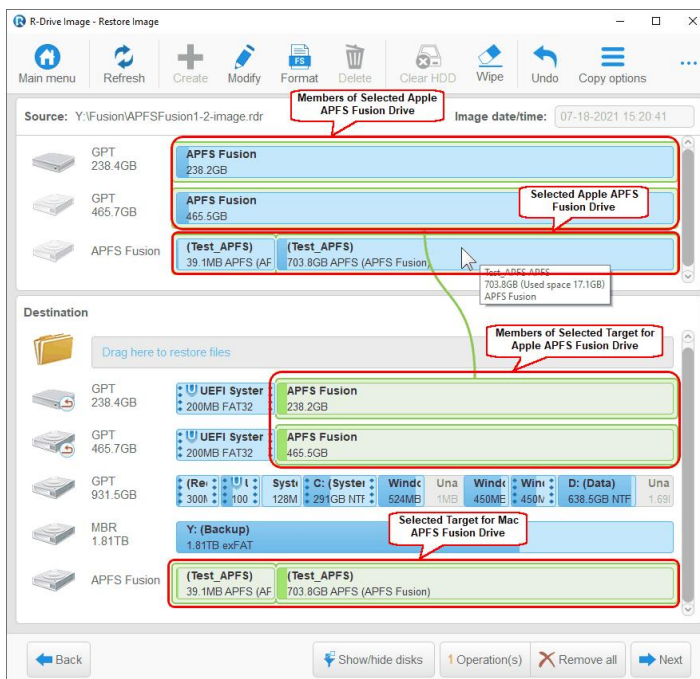 R-Drive Image - Restore Image
Main menu
Refresh
Create
Modify
FS
Format
Delete
Clear HDD
Wipe
Undo
Copy options
Members of Selected Apple
APFS Fusion Drive
Source: Y:\Fusion\APFSFusion1-2-image.rdr
Image date/time: 07-18-2021 15:20:41
GPT
238.4GB
APFS Fusion
238.2GB
GPT
465.7GB
APFS Fusion
465.5GB
Selected Apple APFS
Fusion Drive
APFS Fusion
(Test_APFS)
39.1MB APFS (AF
(Test_APFS)
703.8GB APFS (APFS Fusion)
Test_APFS APFS
703.8GB (Used space 17.1GB)
APFS Fusion
Destination
Drag here to restore files
Members of Selected Target for
Apple APFS Fusion Drive
GPT
238.4GB
UEFI Syster
200MB FAT32
APFS Fusion
238.2GB
GPT
465.7GB
UEFI Syster
200MB FAT32
APFS Fusion
465.5GB
GPT
931.5GB
(Re
300
100
Syst
128M
C: (Syster
291GB NTF
Windo
524MB
Una
1MB
Windo
450ME
Wind
450
D: (Data)
638.5GB NTF
Una
1.69
MBR
1.81TB
Y: (Backup)
1.81TB exFAT
Selected Target for Mac
APFS Fusion Drive
APFS Fusion
(Test_APFS)
39.1MB APFS (AF
(Test_APFS)
703.8GB APFS (APFS Fusion)
Back
Show/hide disks
1 Operation(s)
Remove all
Next